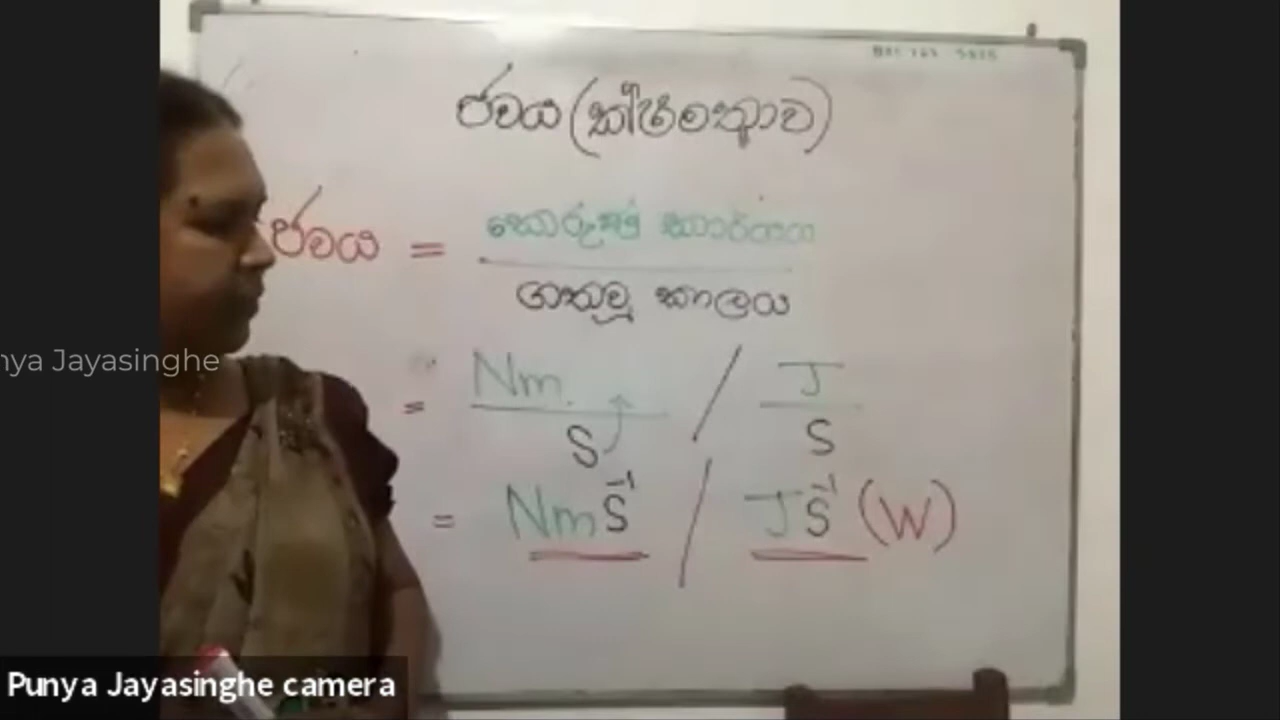 ජවය (ක්ෂමතාව)
ජවය = කෙරුණු කාර්යය
ගතවූ කාලය
= Nm / J
S S
= NmS⁻¹ / JS⁻¹ (W)
nya Jayasinghe
Punya Jayasinghe camera